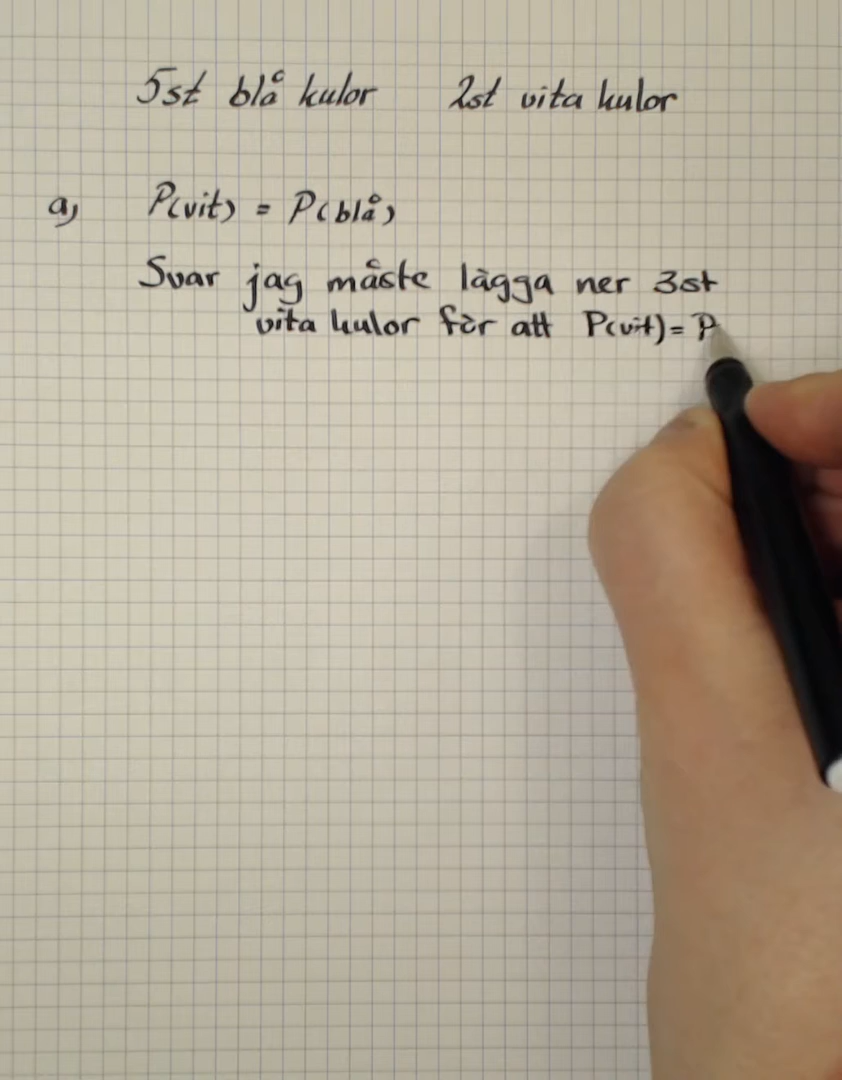 5st blå kulor 2st vita kulor
a) P(vit) = P(blå)
Svar jag måste lägga ner 3st
vita kulor för att P(vit) = P